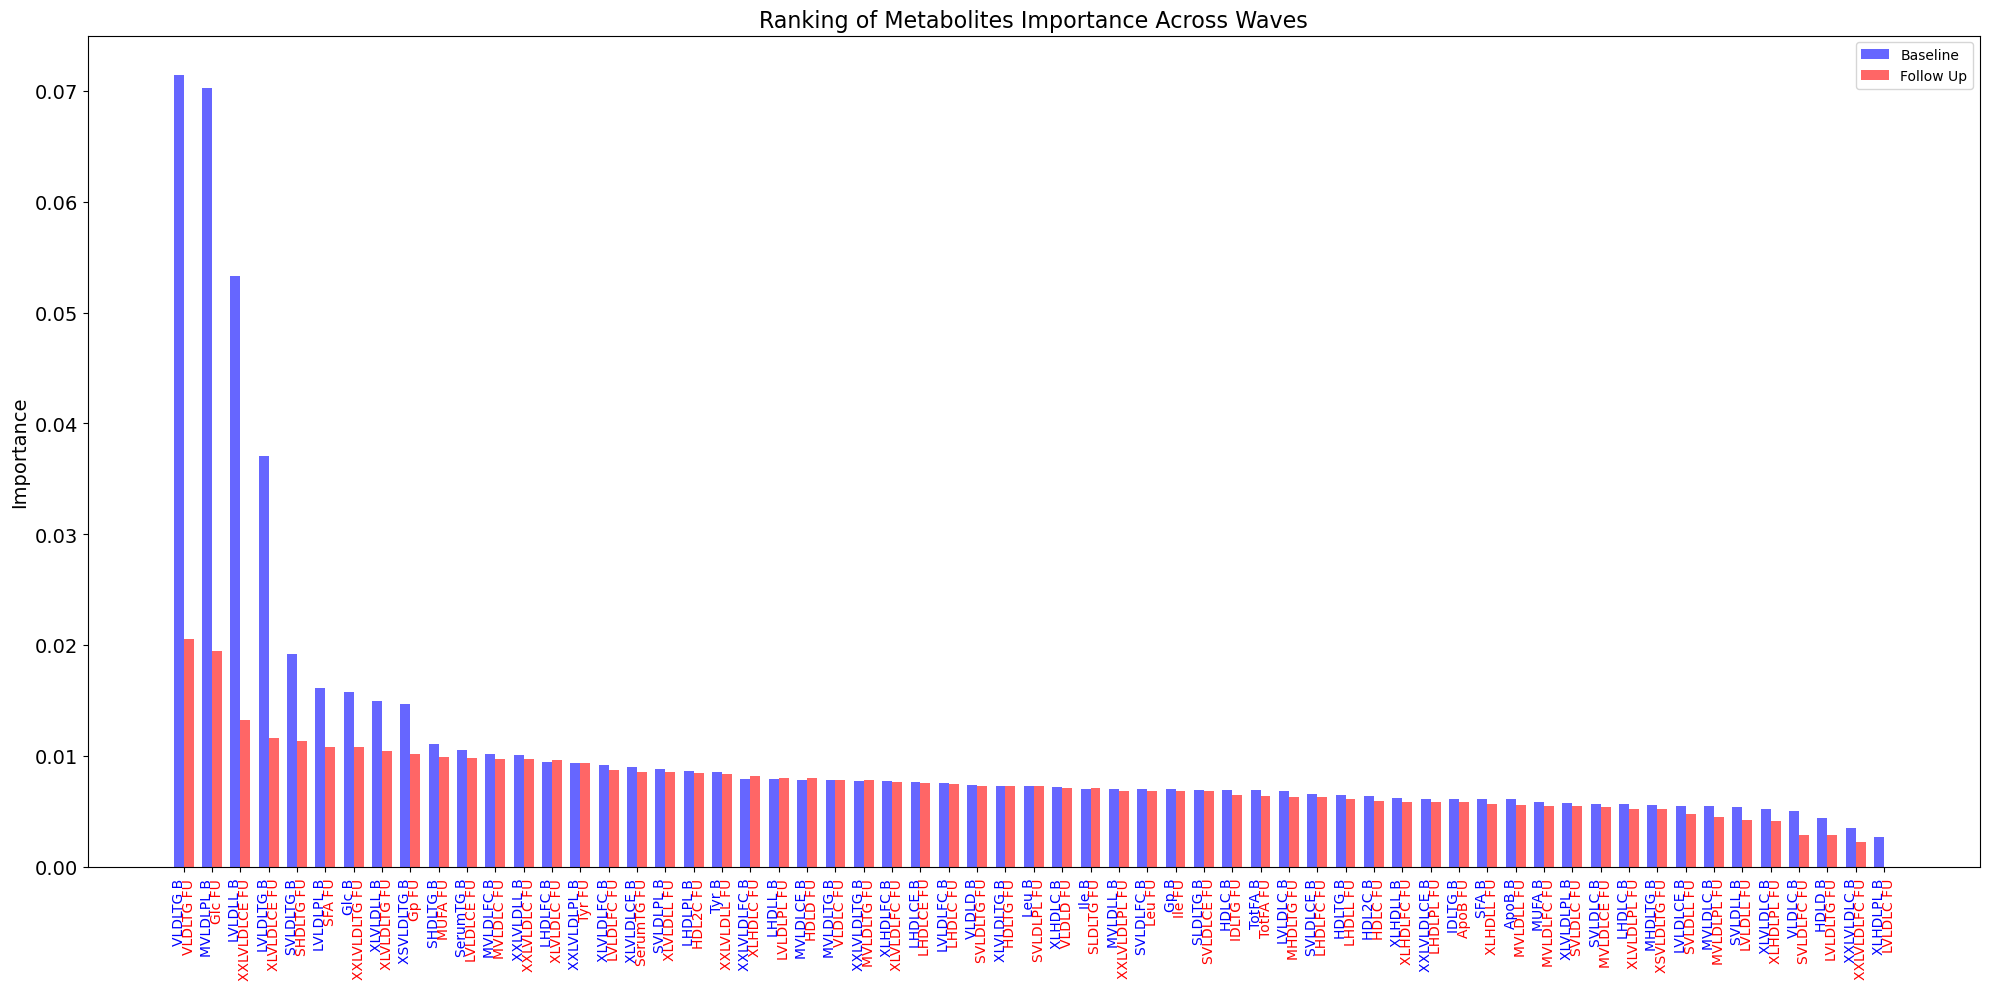 Ranking of Metabolites Importance Across Waves
Baseline
Follow Up
Importance
0.07
0.06
0.05
0.04
0.03
0.02
0.01
0.00
VLDLTG B
VLDLTG FU
MVLDLPL B
Glc FU
LVLDLL B
XXLVLDLCE FU
LVLDLTG B
XLVLDLCE FU
SVLDLTG B
SHDLTG FU
LVLDLPL B
SFA FU
Glc B
XXLVLDLTG FU
XLVLDLL B
XLVLDLTG FU
XSVLDLTG B
Gp FU
SHDLTG B
MUFA FU
SerumTG B
LVLDLCE FU
MVLDLFC B
MVLDLC FU
XXLVLDLL B
XXLVLDLC FU
LHDLFC B
XLVLDLC FU
XXLVLDLPL B
Tyr FU
XLVLDLFC B
LVLDLFC FU
XLVLDLCE B
SerumTG FU
SVLDLPL B
XLVLDLL FU
LHDLPL B
HDL2C FU
Tyr B
XXLVLDLL FU
XXLVLDLFC B
XLHDLC FU
LHDLL B
LVLDLPL FU
MVLDLCE B
HDLD FU
MVLDLTG B
VLDLC FU
XXLVLDLTG B
MVLDLTG FU
XLHDLFC B
XLVLDLFC FU
LHDLCE B
LHDLCE FU
LVLDLFC B
LHDLC FU
VLDLD B
SVLDLTG FU
XLVLDLTG B
HDLTG FU
Leu B
SVLDLPL FU
XLHDLC B
VLDLD FU
Ile B
SLDLTG FU
MVLDLL B
XXLVLDLPL FU
SVLDLFC B
Leu FU
Gp B
Ile FU
SLDLTG B
SVLDLCE FU
HDLC B
IDLTG FU
TotFA B
TotFA FU
LVLDLC B
MHDLTG FU
SVLDLCE B
LHDLFC FU
HDLTG B
LHDLL FU
HDL2C B
HDLC FU
XLHDLL B
XLHDLFC FU
XXLVLDLCE B
LHDLPL FU
IDLTG B
ApoB FU
SFA B
XLHDLL FU
ApoB B
MVLDLL FU
MUFA B
MVLDLFC FU
XLVLDLPL B
SVLDLC FU
SVLDLC B
MVLDLCE FU
LHDLC B
XLVLDLPL FU
MHDLTG B
XSVLDLTG FU
LVLDLCE B
SVLDLL FU
MVLDLC B
MVLDLPL FU
SVLDLL B
LVLDLL FU
XLVLDLC B
XLHDLPL FU
VLDLC B
SVLDLFC FU
HDLD B
LVLDLTG FU
XXLVLDLC B
XXLVLDLFC FU
XLHDLPL B
LVLDLC FU